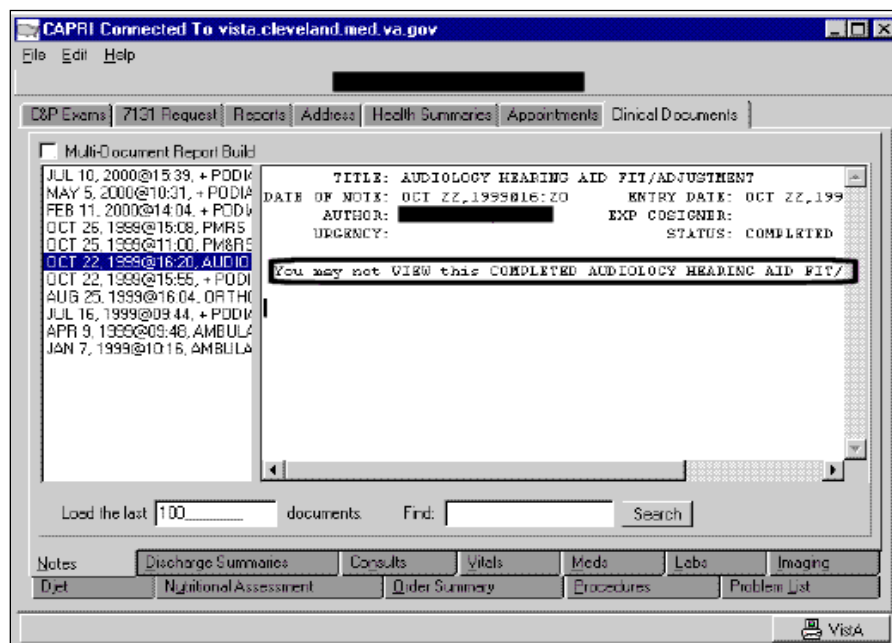 CAPRI Connected To vista.cleveland.med.va.gov
File Edit Help
C&P Exams 7131 Request Reports Address Health Summaries Appointments Clinical Documents
Multi-Document Report Build
JUL 10, 2000@15:39, + PODI
MAY 5, 2000@10:31, + PODIA
FEB 11, 2000@14:04, + PODI
OCT 26, 1999@15:08, PMRS
OCT 25, 1999@11:00, PM&RS
OCT 22, 1999@16:20, AUDIO
OCT 22, 1999@15:55, + PODI
AUG 25, 1999@16:04, ORTHO
JUL 16, 1999@09:44, + PODI
APR 9, 1999@09:48, AMBULA
JAN 7, 1999@10:16, AMBULA
TITLE: AUDIOLOGY HEARING AID FIT/ADJUSTMENT
DATE OF NOTE: OCT 22,1999@16:20 ENTRY DATE: OCT 22,199
AUTHOR: EXP COSIGNER:
URGENCY: STATUS: COMPLETED
You may not VIEW this COMPLETED AUDIOLOGY HEARING AID FIT/
Load the last 100 documents. Find: Search
Notes Discharge Summaries Consults Vitals Meds Labs Imaging
Diet Nutritional Assessment Order Summary Procedures Problem List
VistA